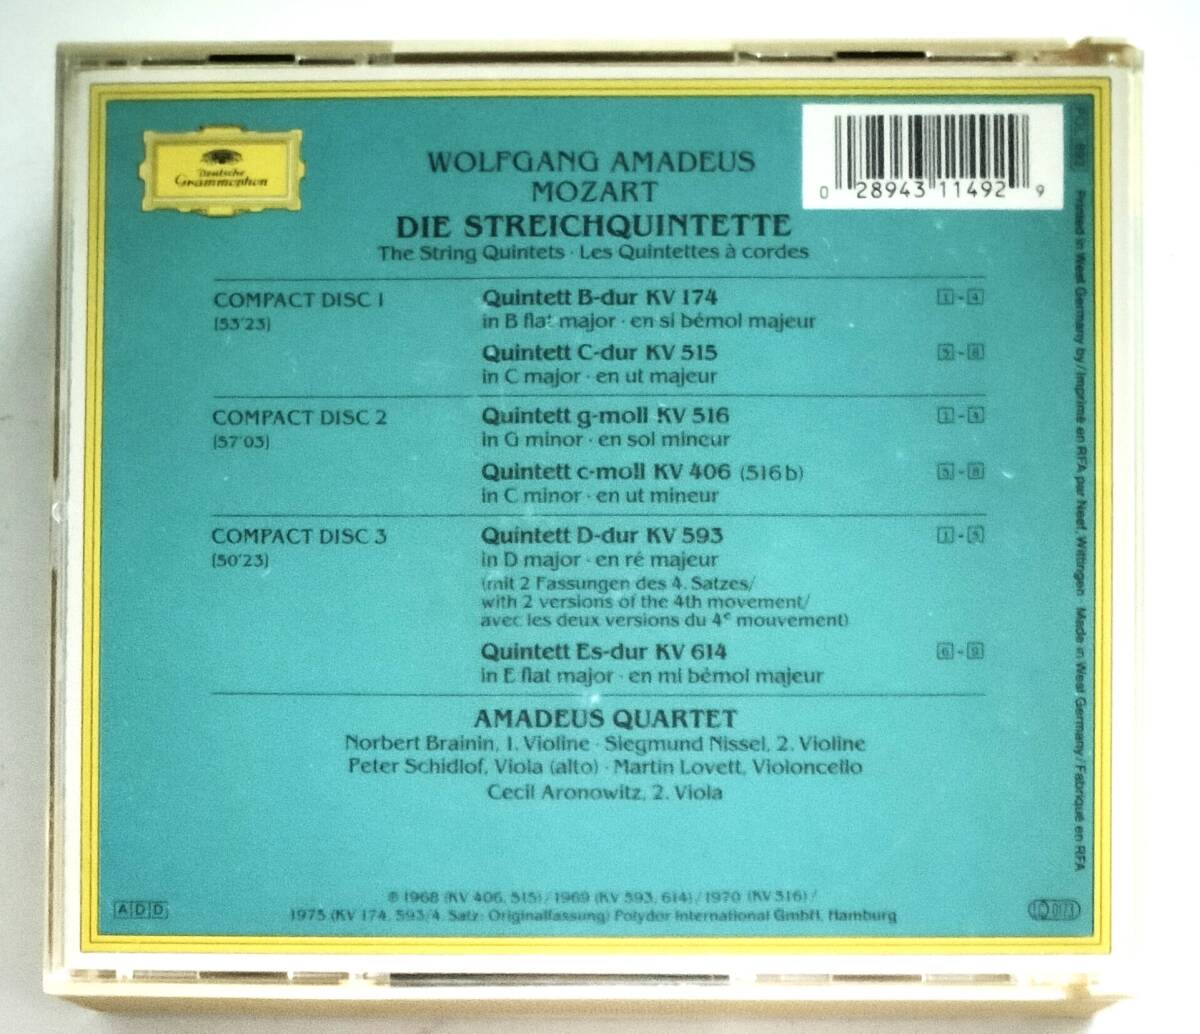 Deutsche
Grammophon
WOLFGANG AMADEUS
MOZART
DIE STREICHQUINTETTE
The String Quintets · Les Quintettes à cordes
0 28943 11492 9
COMPACT DISC 1
(53'23)
Quintett B-dur KV 174
in B flat major · en si bémol majeur
1 - 4
Quintett C-dur KV 515
in C major · en ut majeur
5 - 8
COMPACT DISC 2
(57'03)
Quintett g-moll KV 516
in G minor · en sol mineur
1 - 4
Quintett c-moll KV 406 (516 b)
in C minor · en ut mineur
5 - 8
COMPACT DISC 3
(50'23)
Quintett D-dur KV 593
in D major · en ré majeur
(mit 2 Fassungen des 4. Satzes/
with 2 versions of the 4th movement/
avec les deux versions du 4e mouvement)
1 - 5
Quintett Es-dur KV 614
in E flat major · en mi bémol majeur
6 - 9
AMADEUS QUARTET
Norbert Brainin, 1. Violine · Siegmund Nissel, 2. Violine
Peter Schidlof, Viola (alto) · Martin Lovett, Violoncello
Cecil Aronowitz, 2. Viola
℗ 1968 (KV 406, 515) / 1969 (KV 593, 614) / 1970 (KV 516) /
1975 (KV 174, 593/4. Satz: Originalfassung) Polydor International GmbH, Hamburg
ADD
Printed in West Germany by / Imprimé en RFA par Neef, Wittingen · Made in West Germany / Fabriqué en RFA